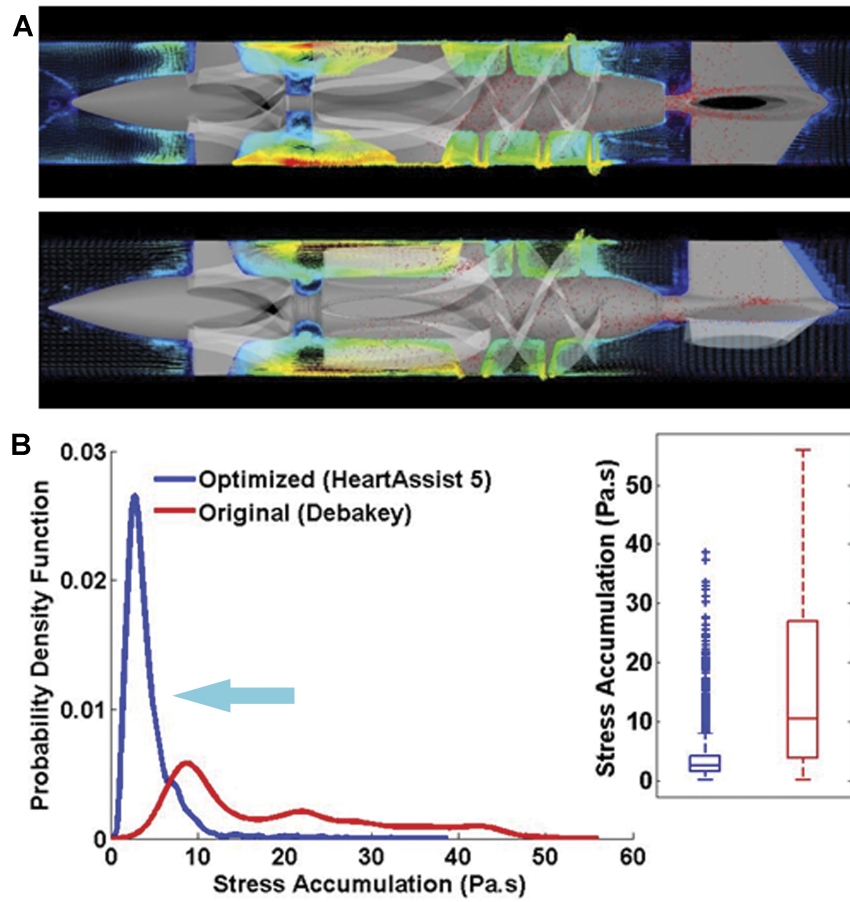 A
B
0.03
0.02
0.01
0
Probability Density Function
Optimized (HeartAssist 5)
Original (Debakey)
0 10 20 30 40 50 60
Stress Accumulation (Pa.s)
Stress Accumulation (Pa.s)
50
40
30
20
10
0